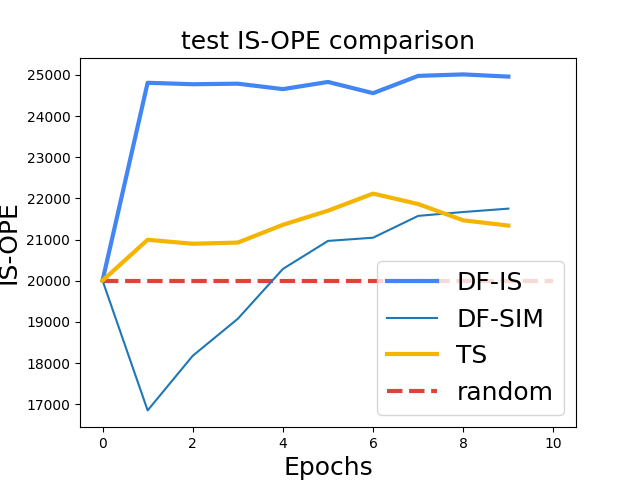 test IS-OPE comparison
IS-OPE
25000
24000
23000
22000
21000
20000
19000
18000
17000
DF-IS
DF-SIM
TS
random
0 2 4 6 8 10
Epochs